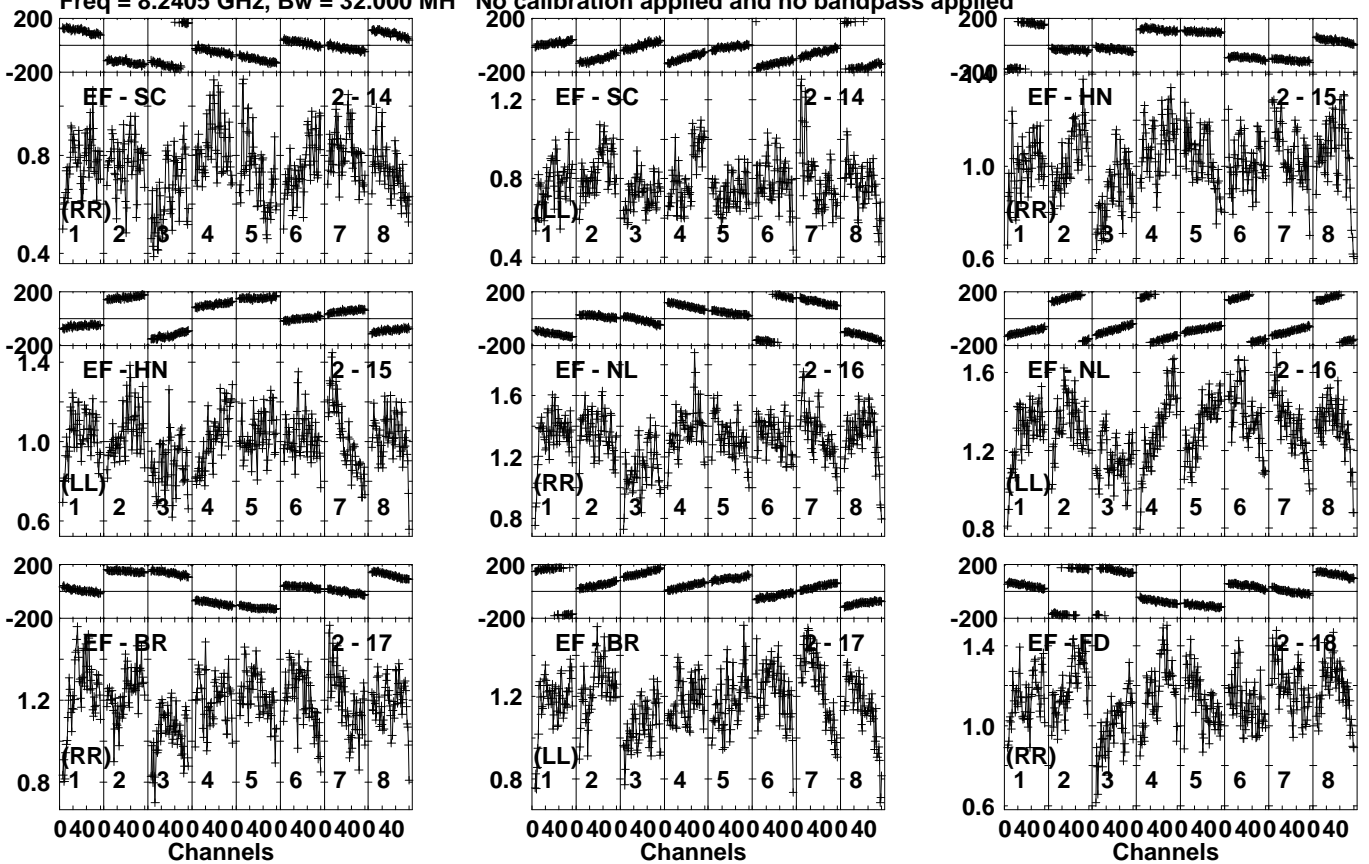 Freq = 8.2405 GHz, Bw = 32.000 MH No calibration applied and no bandpass applied
200
-200
EF - SC 2 - 14
0.8
(RR)
1 2 3 4 5 6 7 8
0.4
200
-200
EF - SC 2 - 14
1.2
0.8
(LL)
1 2 3 4 5 6 7 8
0.4
200
-200
1.4
EF - HN 2 - 15
1.0
(RR)
1 2 3 4 5 6 7 8
0.6
200
-200
1.4
EF - HN 2 - 15
1.0
(LL)
1 2 3 4 5 6 7 8
0.6
200
-200
EF - NL 2 - 16
1.6
1.2
(RR)
1 2 3 4 5 6 7 8
0.8
200
-200
EF - NL 2 - 16
1.6
1.2
(LL)
1 2 3 4 5 6 7 8
0.8
200
-200
EF - BR 2 - 17
1.2
(RR)
1 2 3 4 5 6 7 8
0.8
0 40 0 40 0 40 0 40 0 40 0 40 0 40 0 40
Channels
200
-200
EF - BR 2 - 17
1.2
(LL)
1 2 3 4 5 6 7 8
0.8
0 40 0 40 0 40 0 40 0 40 0 40 0 40 0 40
Channels
200
-200
EF - FD 2 - 18
1.4
1.0
(RR)
1 2 3 4 5 6 7 8
0.6
0 40 0 40 0 40 0 40 0 40 0 40 0 40 0 40
Channels